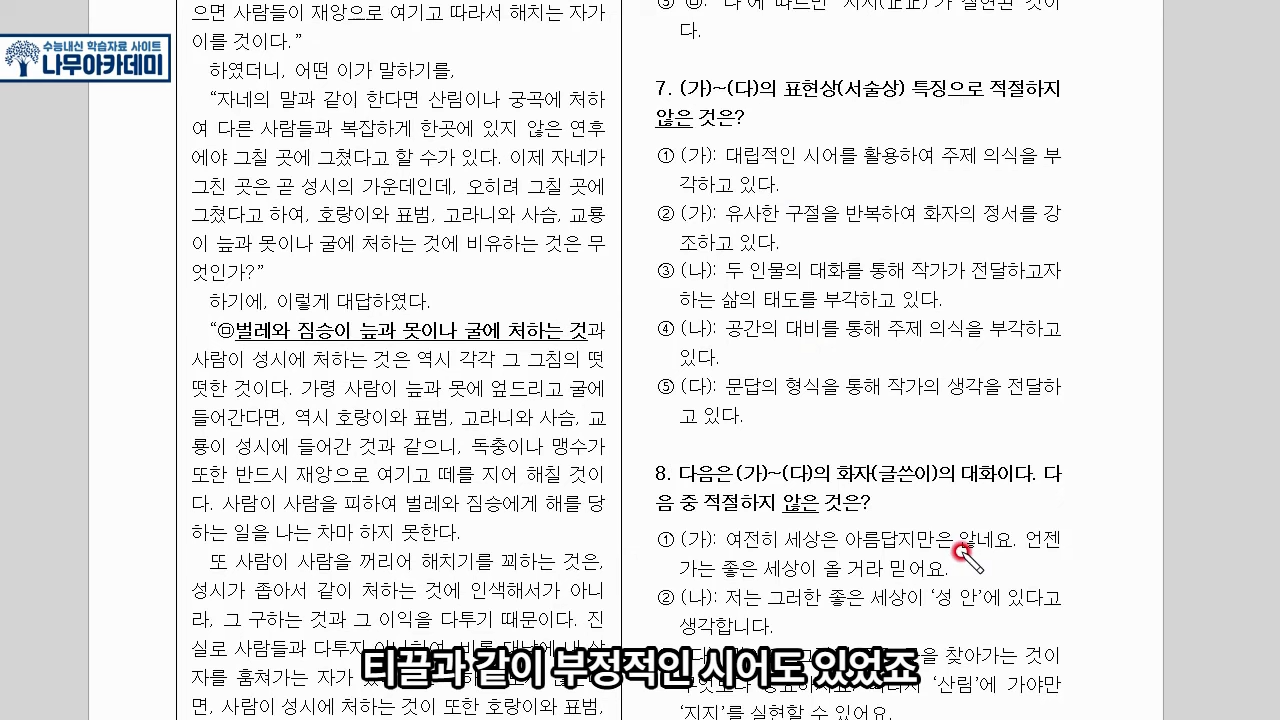 수능내신 학습자료 사이트
나무아카데미
으면 사람들이 재앙으로 여기고 따라서 해치는 자가
이를 것이다.”
하였더니, 어떤 이가 말하기를,
“자네의 말과 같이 한다면 산림이나 궁곡에 처하
여 다른 사람들과 복잡하게 한곳에 있지 않은 연후
에야 그칠 곳에 그쳤다고 할 수가 있다. 이제 자네가
그친 곳은 곧 성시의 가운데인데, 오히려 그칠 곳에
그쳤다고 하여, 호랑이와 표범, 고라니와 사슴, 교룡
이 늪과 못이나 굴에 처하는 것에 비유하는 것은 무
엇인가?”
하기에, 이렇게 대답하였다.
“㉤벌레와 짐승이 늪과 못이나 굴에 처하는 것과
사람이 성시에 처하는 것은 역시 각각 그 그침의 떳
떳한 것이다. 가령 사람이 늪과 못에 엎드리고 굴에
들어간다면, 역시 호랑이와 표범, 고라니와 사슴, 교
룡이 성시에 들어간 것과 같으니, 독충이나 맹수가
또한 반드시 재앙으로 여기고 떼를 지어 해칠 것이
다. 사람이 사람을 피하여 벌레와 짐승에게 해를 당
하는 일을 나는 차마 하지 못한다.
또 사람이 사람을 꺼리어 해치기를 꾀하는 것은,
성시가 좁아서 같이 처하는 것에 인색해서가 아니
라, 그 구하는 것과 그 이익을 다투기 때문이다. 진
실로 사람들과 다투지
자를 훔쳐가는 자가
면, 사람이 성시에 처하는 것이 또한 호랑이와 표범,
다.
7. (가)~(다)의 표현상(서술상) 특징으로 적절하지
않은 것은?
① (가): 대립적인 시어를 활용하여 주제 의식을 부
각하고 있다.
② (가): 유사한 구절을 반복하여 화자의 정서를 강
조하고 있다.
③ (나): 두 인물의 대화를 통해 작가가 전달하고자
하는 삶의 태도를 부각하고 있다.
④ (나): 공간의 대비를 통해 주제 의식을 부각하고
있다.
⑤ (다): 문답의 형식을 통해 작가의 생각을 전달하
고 있다.
8. 다음은 (가)~(다)의 화자(글쓴이)의 대화이다. 다
음 중 적절하지 않은 것은?
① (가): 여전히 세상은 아름답지만은 않네요. 언젠
가는 좋은 세상이 올 거라 믿어요.
② (나): 저는 그러한 좋은 세상이 ‘성 안’에 있다고
생각합니다.
을 찾아가는 것이
‘산림’에 가야만
‘지지’를 실현할 수 있어요.
티끌과 같이 부정적인 시어도 있었죠